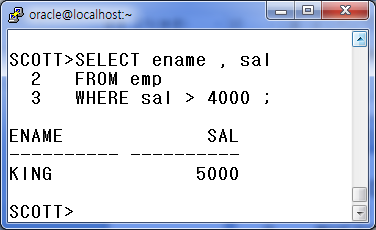 oracle@localhost:~
SCOTT>SELECT ename , sal
  2   FROM emp
  3   WHERE sal > 4000 ;
ENAME             SAL
---------- ----------
KING             5000
SCOTT>